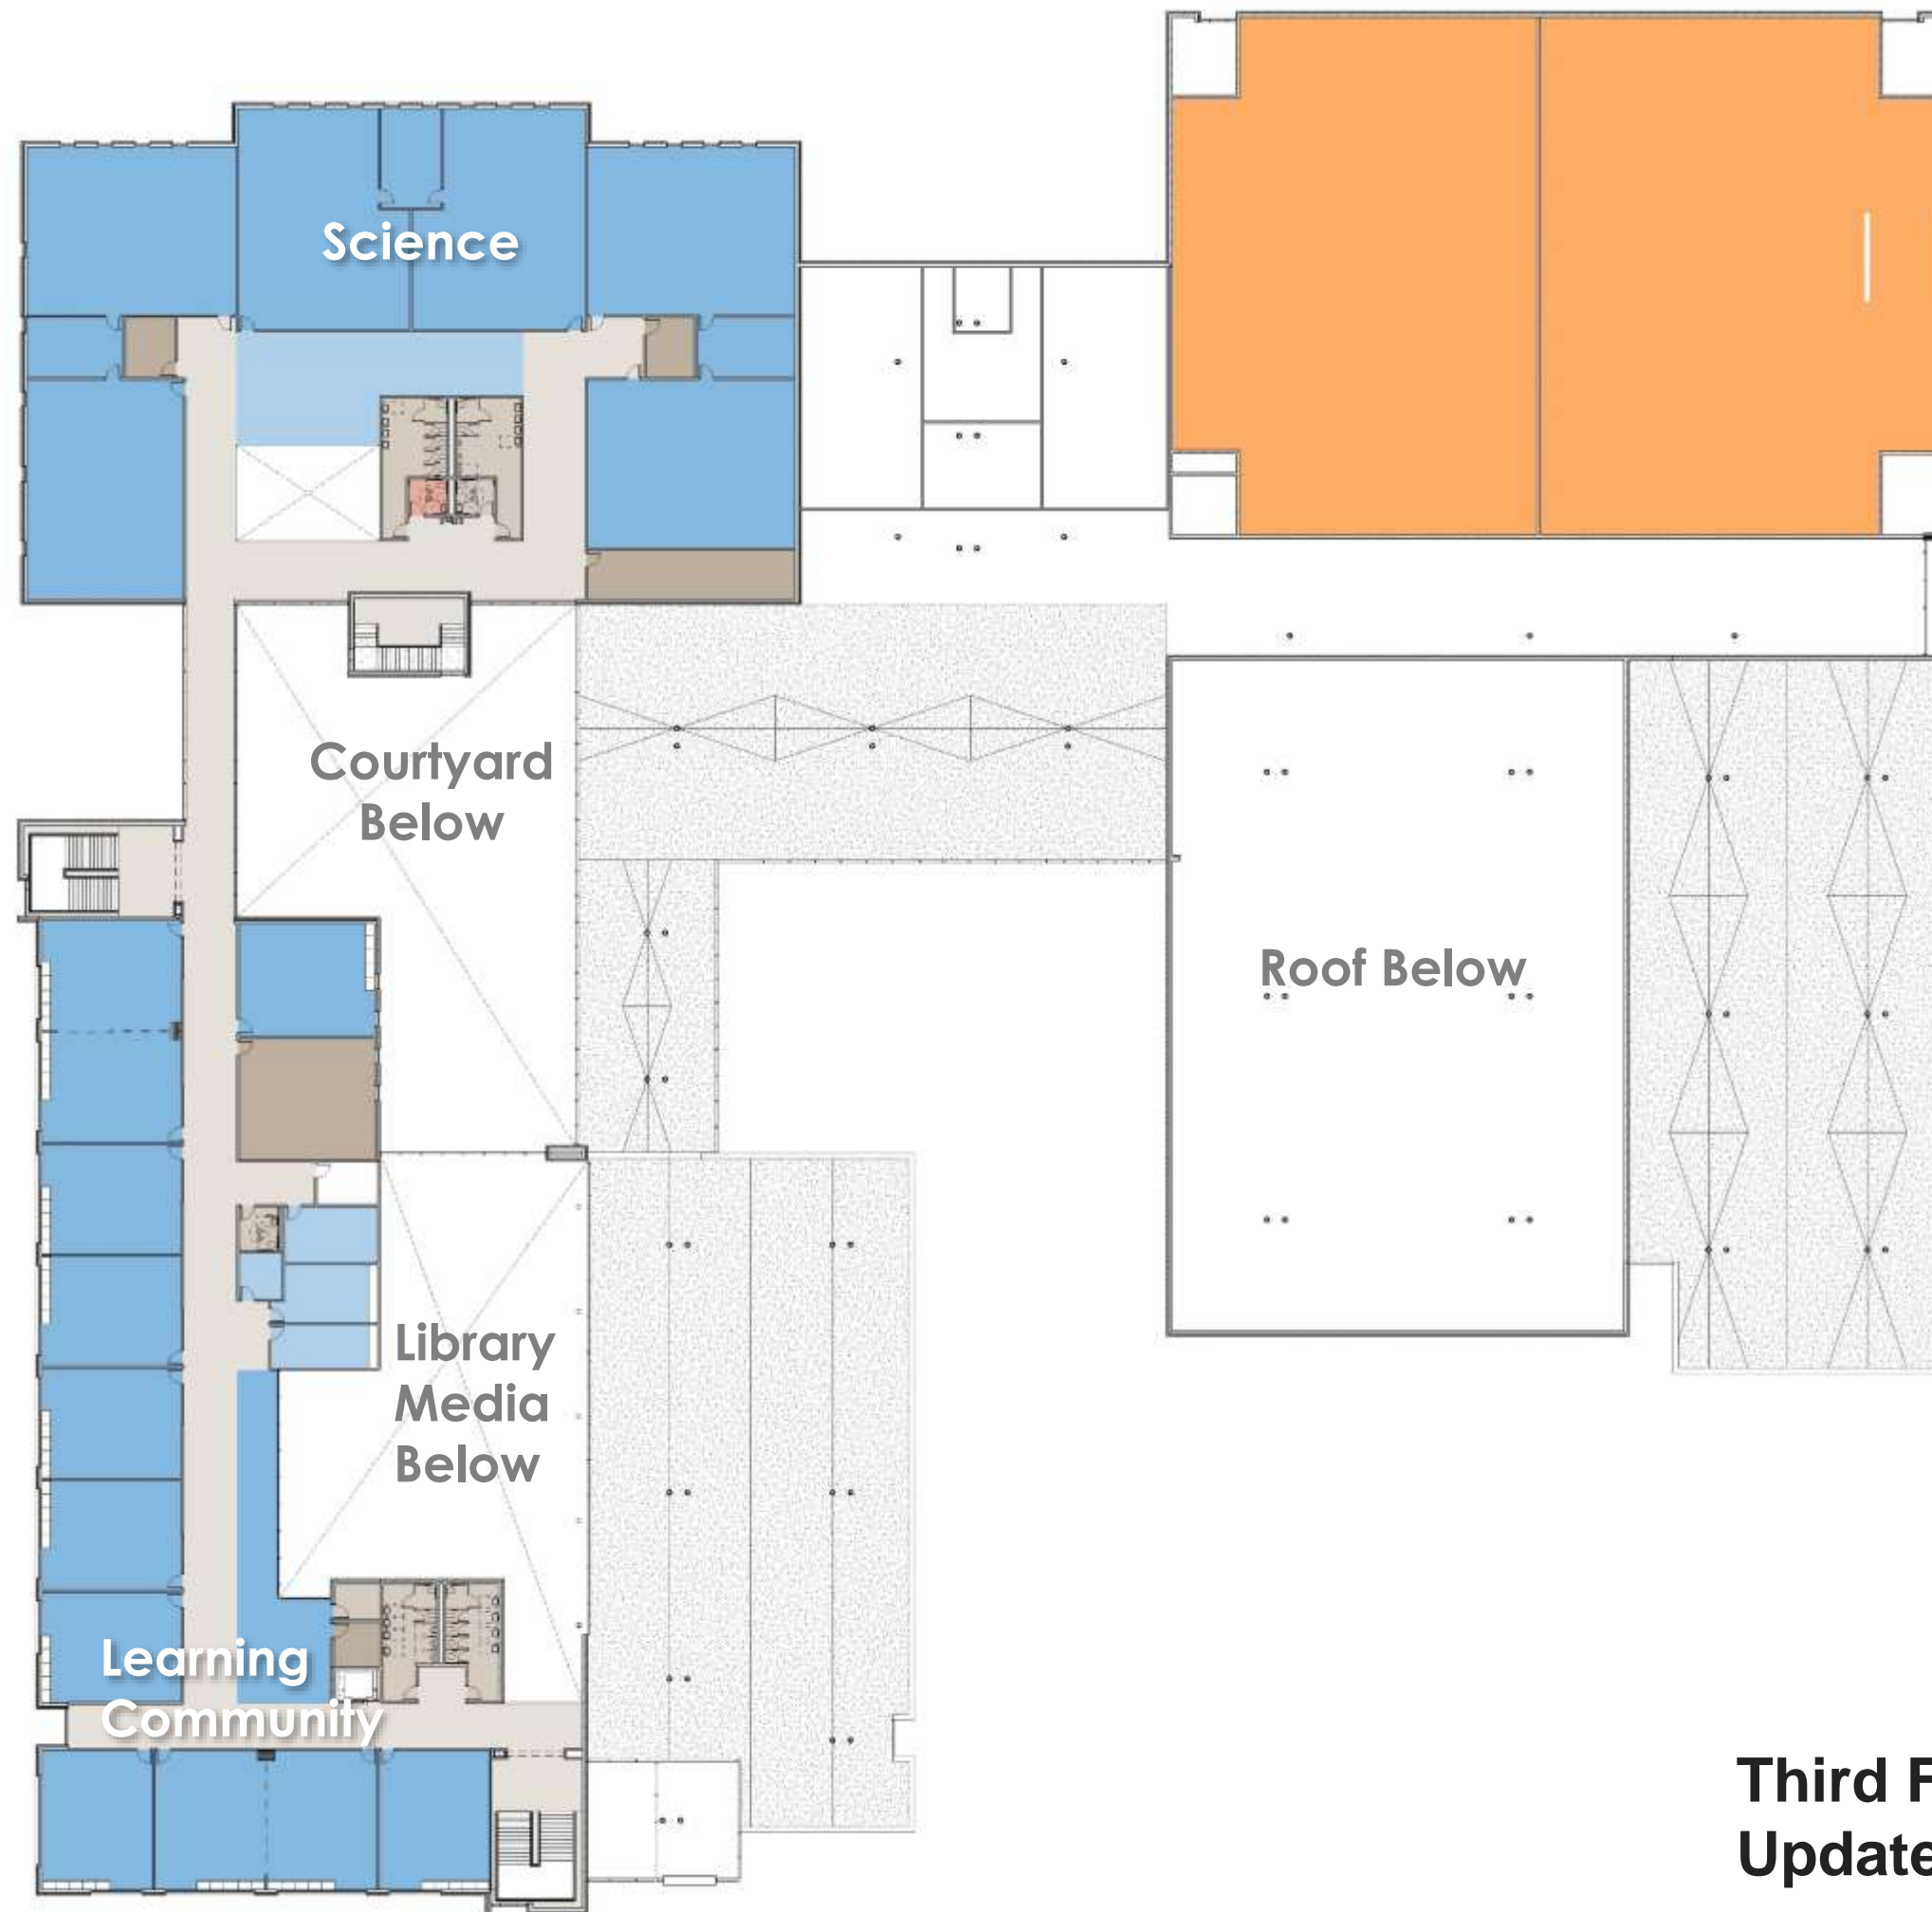 Science
Courtyard
Below
Roof Below
Library
Media
Below
Learning
Community
Third F
Update